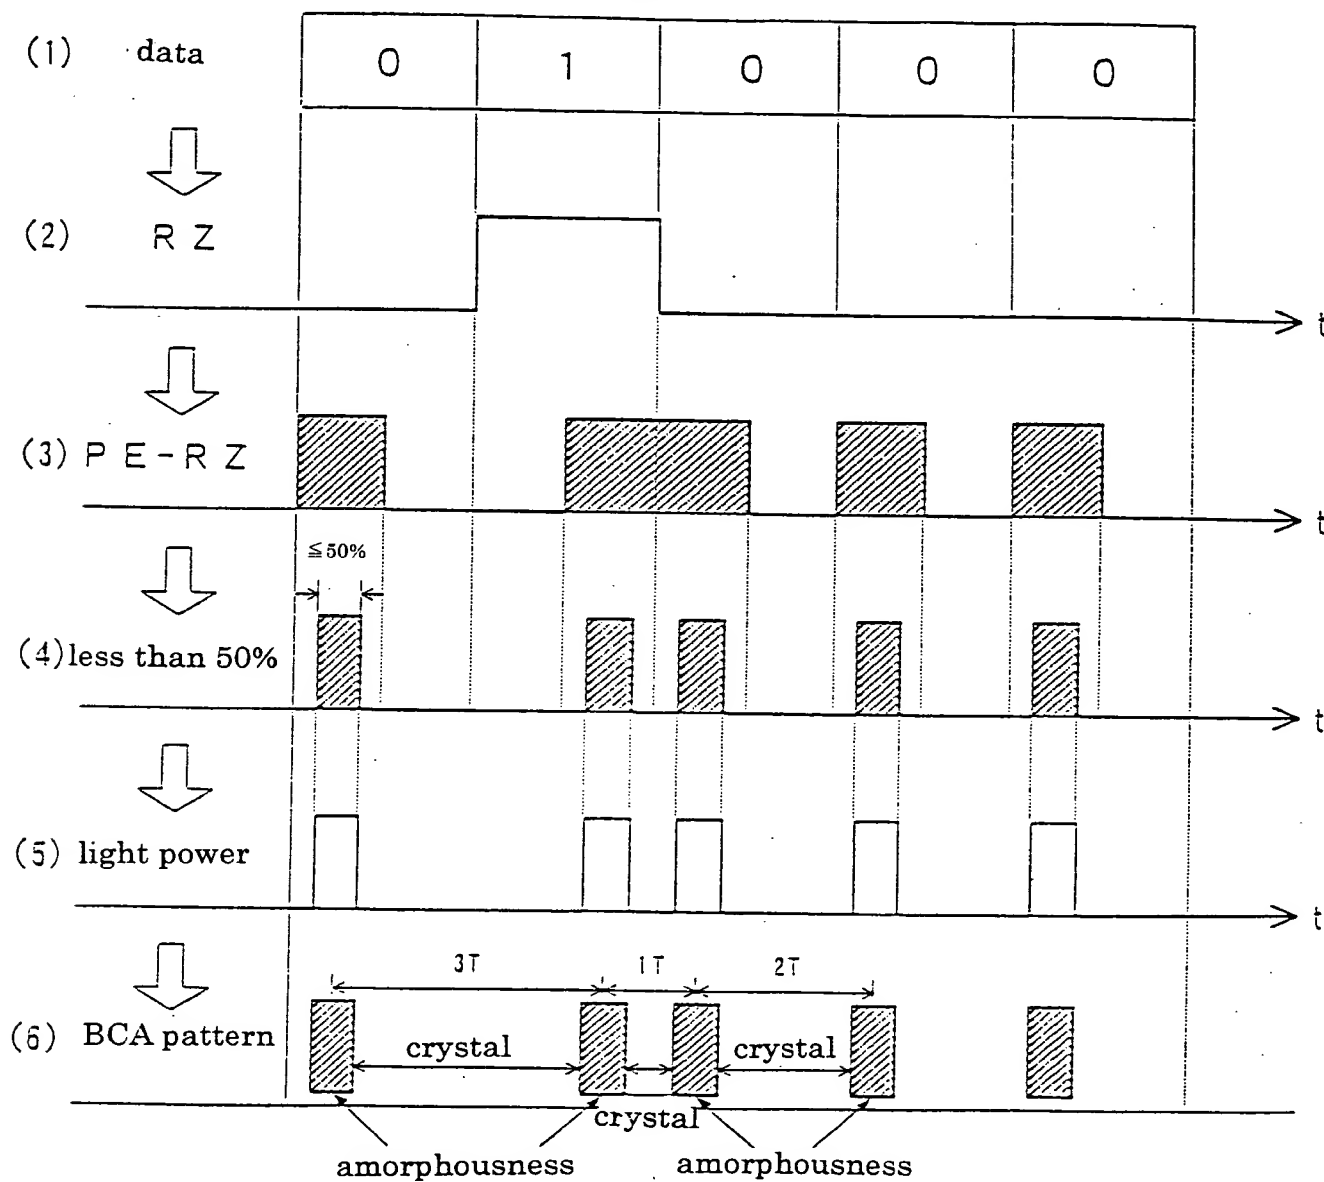 (1) data 0 1 0 0 0
(2) RZ
t
(3) PE-RZ
t
≦50%
(4) less than 50%
t
(5) light power
t
3T 1T 2T
(6) BCA pattern crystal crystal
crystal
amorphousness amorphousness